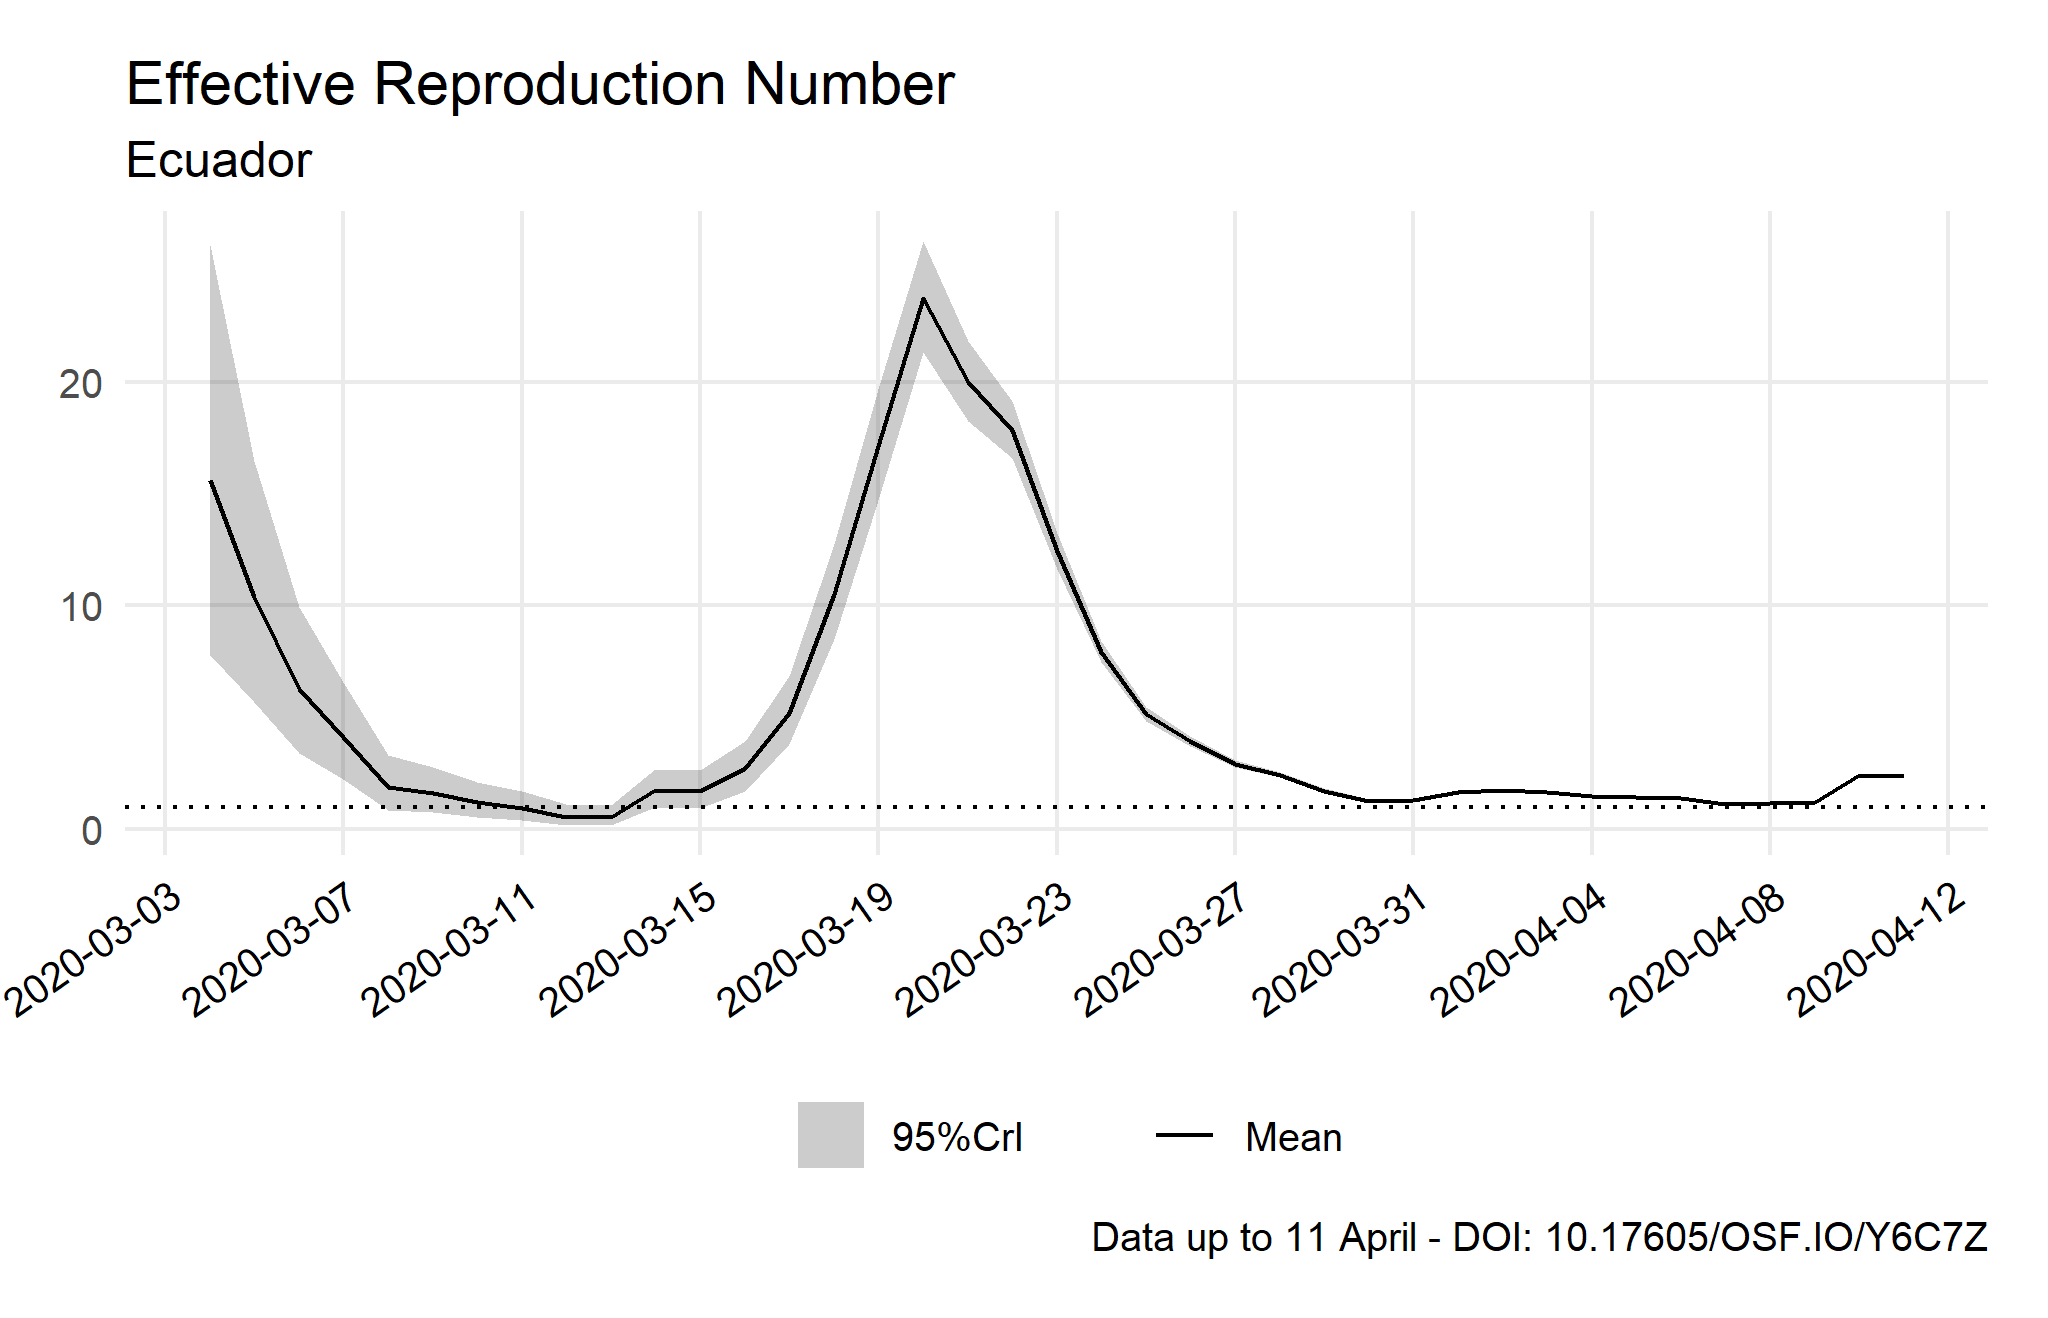 Effective Reproduction Number
Ecuador
20
10
0
2020-03-03
2020-03-07
2020-03-11
2020-03-15
2020-03-19
2020-03-23
2020-03-27
2020-03-31
2020-04-04
2020-04-08
2020-04-12
95%CrI
Mean
Data up to 11 April - DOI: 10.17605/OSF.IO/Y6C7Z